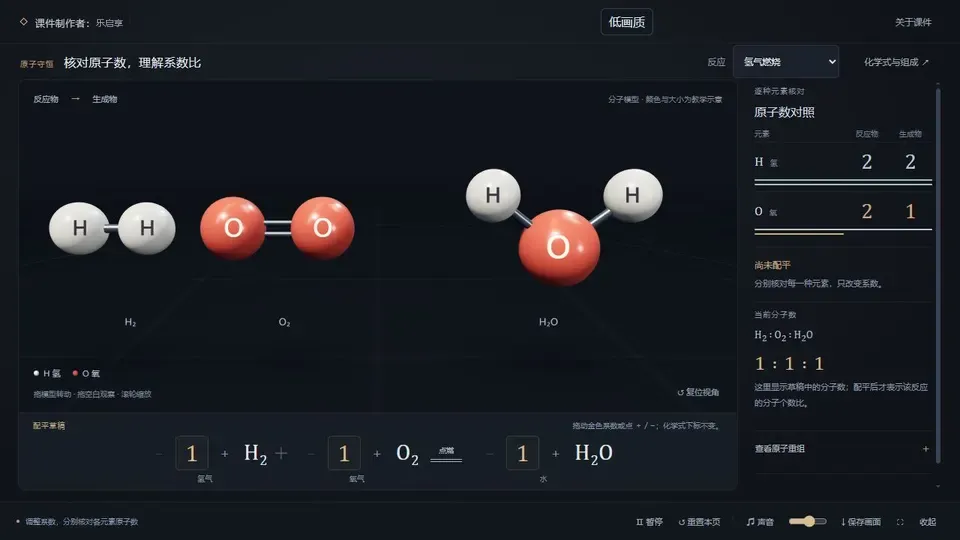 课件制作者：乐启享
低画质
关于课件
原子守恒 核对原子数，理解系数比
反应 氢气燃烧
化学式与组成 ↗
反应物 → 生成物
分子模型 · 颜色与大小为教学示意
H H O O H O H
H₂ O₂ H₂O
H 氢 O 氧
拖模型转动 · 拖空白观察 · 滚轮缩放
↺ 复位视角
逐种元素核对
原子数对照
元素 反应物 生成物
H 氢 2 2
O 氧 2 1
尚未配平
分别核对每一种元素，只改变系数。
当前分子数
H₂ : O₂ : H₂O
1 : 1 : 1
这里显示草稿中的分子数；配平后才表示该反应
的分子个数比。
查看原子重组 +
配平草稿
拖动金色系数或点 + / −；化学式下标不变。
− 1 + H₂ + − 1 + O₂ 点燃 − 1 + H₂O
氢气 氧气 水
调整系数，分别核对各元素原子数
暂停 ↺ 重置本页 声音 保存画面 收起